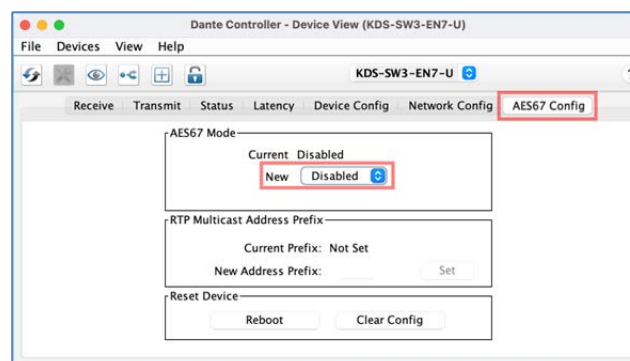 Dante Controller - Device View (KDS-SW3-EN7-U)
File Devices View Help
KDS-SW3-EN7-U
Receive Transmit Status Latency Device Config Network Config AES67 Config
AES67 Mode
Current Disabled
New Disabled
RTP Multicast Address Prefix
Current Prefix: Not Set
New Address Prefix: Set
Reset Device
Reboot Clear Config